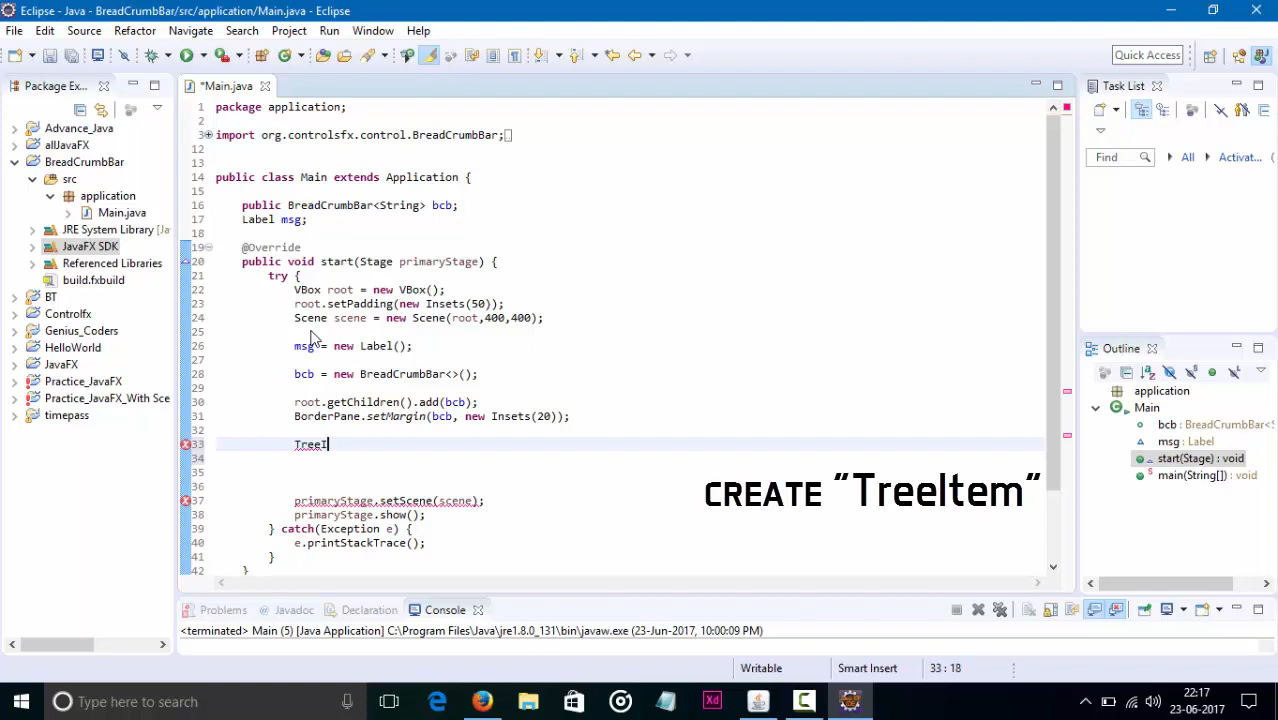 Eclipse - Java - BreadCrumbBar/src/application/Main.java - Eclipse
File Edit Source Refactor Navigate Search Project Run Window Help
Quick Access
Package Ex...
*Main.java
Task List
Advance_Java
allJavaFX
BreadCrumbBar
src
application
Main.java
JRE System Library [Ja
JavaFX SDK
Referenced Libraries
build.fxbuild
BT
Controlfx
Genius_Coders
HelloWorld
JavaFX
Practice_JavaFX
Practice_JavaFX_With Sce
timepass
1 package application;
2
3 import org.controlsfx.control.BreadCrumbBar;
12
13
14 public class Main extends Application {
15
16 public BreadCrumbBar<String> bcb;
17 Label msg;
18
19 @Override
20 public void start(Stage primaryStage) {
21 try {
22 VBox root = new VBox();
23 root.setPadding(new Insets(50));
24 Scene scene = new Scene(root,400,400);
25
26 msg = new Label();
27
28 bcb = new BreadCrumbBar<>();
29
30 root.getChildren().add(bcb);
31 BorderPane.setMargin(bcb, new Insets(20));
32
33 TreeI
34
35
36
37 primaryStage.setScene(scene);
38 primaryStage.show();
39 } catch(Exception e) {
40 e.printStackTrace();
41 }
42 }
CREATE "TreeItem"
Find All Activat...
Outline
application
Main
bcb : BreadCrumbBar<S
msg : Label
start(Stage) : void
main(String[]) : void
Problems Javadoc Declaration Console
<terminated> Main (5) [Java Application] C:\Program Files\Java\jre1.8.0_131\bin\javaw.exe (23-Jun-2017, 10:00:09 PM)
Writable Smart Insert 33 : 18
Type here to search
Xd
22:17
23-06-2017